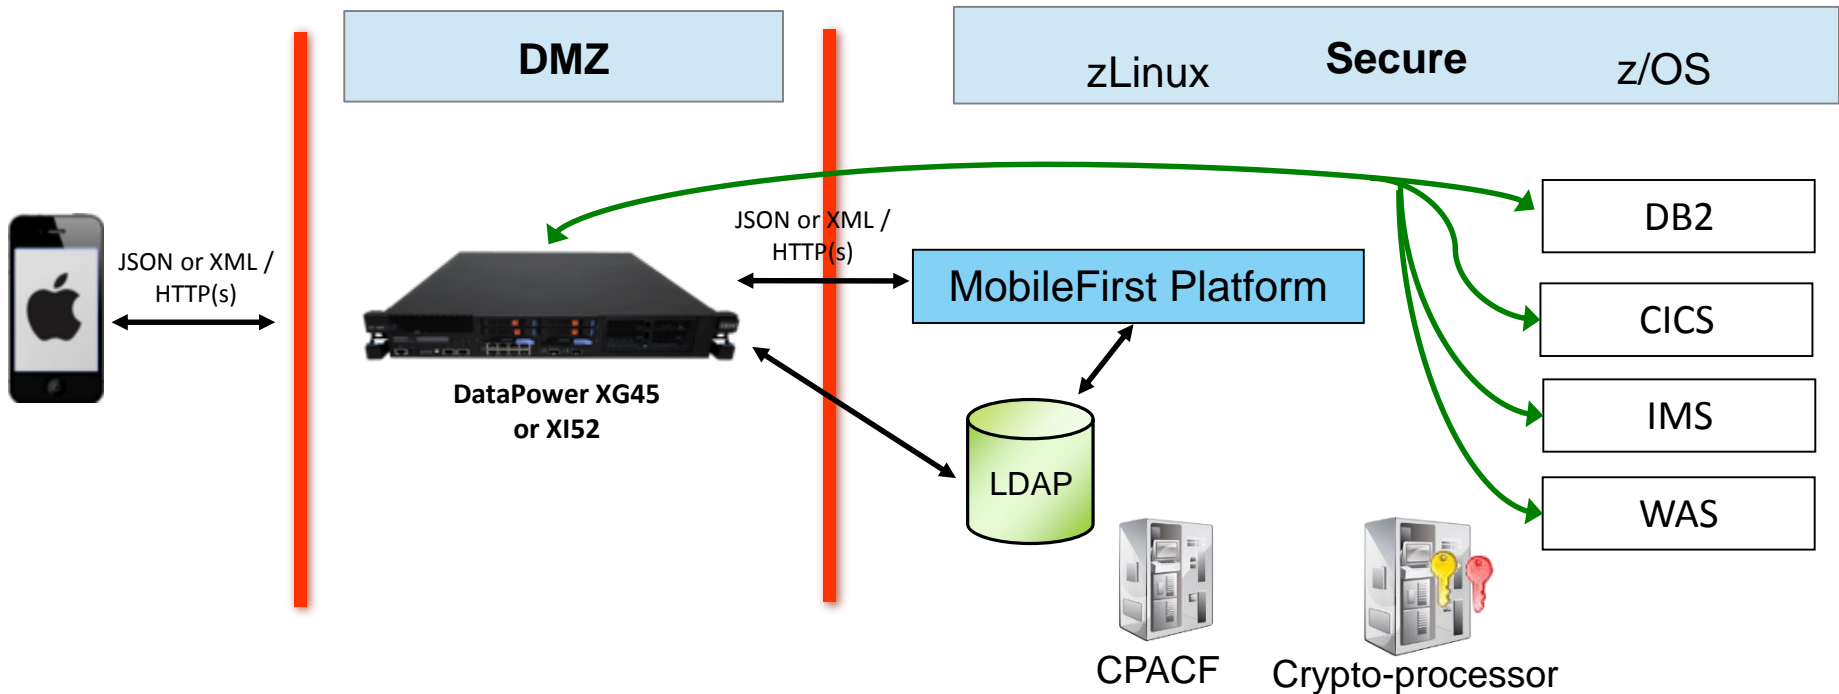 DMZ
zLinux
Secure
z/OS
JSON or XML /
HTTP(s)
DataPower XG45
or XI52
JSON or XML /
HTTP(s)
MobileFirst Platform
LDAP
DB2
CICS
IMS
WAS
CPACF
Crypto-processor